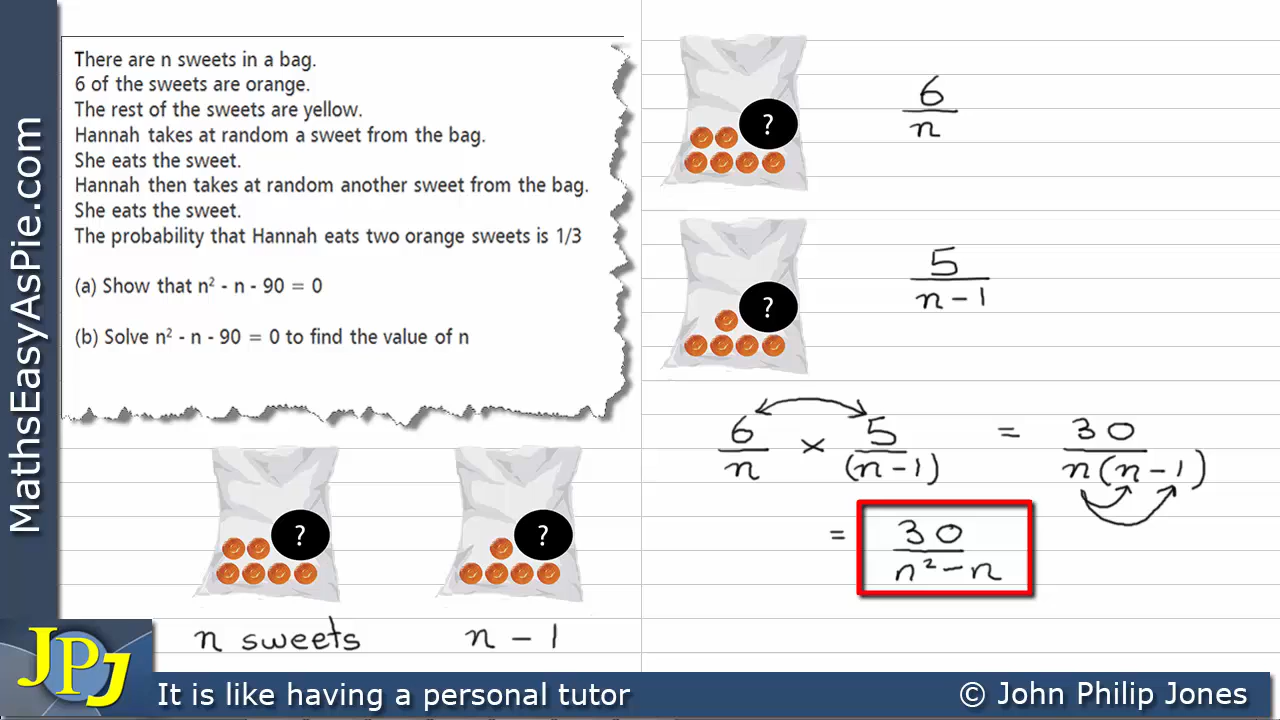 MathsEasyAsPie.com
There are n sweets in a bag.
6 of the sweets are orange.
The rest of the sweets are yellow.
Hannah takes at random a sweet from the bag.
She eats the sweet.
Hannah then takes at random another sweet from the bag.
She eats the sweet.
The probability that Hannah eats two orange sweets is 1/3
(a) Show that n² - n - 90 = 0
(b) Solve n² - n - 90 = 0 to find the value of n
?
?
n sweets
n - 1
?
6
n
?
5
n - 1
6 × 5 = 30
n (n - 1) n(n - 1)
= 30
n² - n
JPJ
It is like having a personal tutor
© John Philip Jones